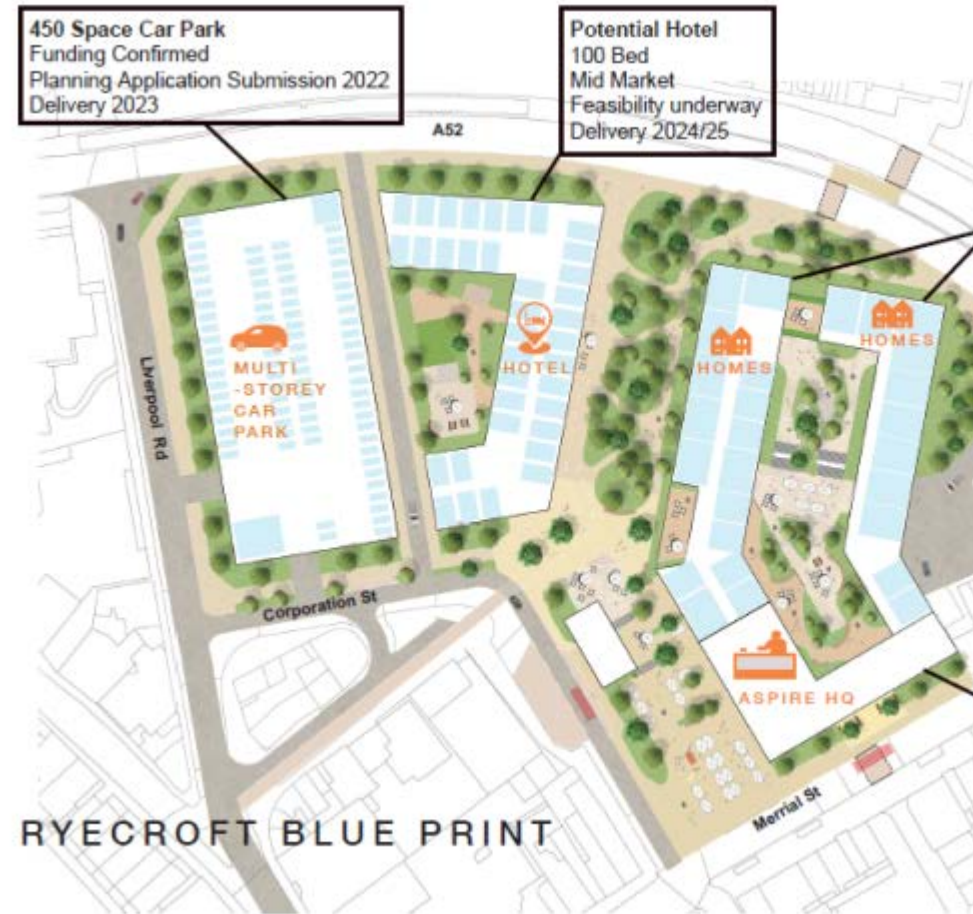 450 Space Car Park
Funding Confirmed
Planning Application Submission 2022
Delivery 2023
Potential Hotel
100 Bed
Mid Market
Feasibility underway
Delivery 2024/25
A52
Liverpool Rd
MULTI
-STOREY
CAR
PARK
HOTEL
HOMES
HOMES
Corporation St
ASPIRE HQ
Merrial St
RYECROFT BLUE PRINT